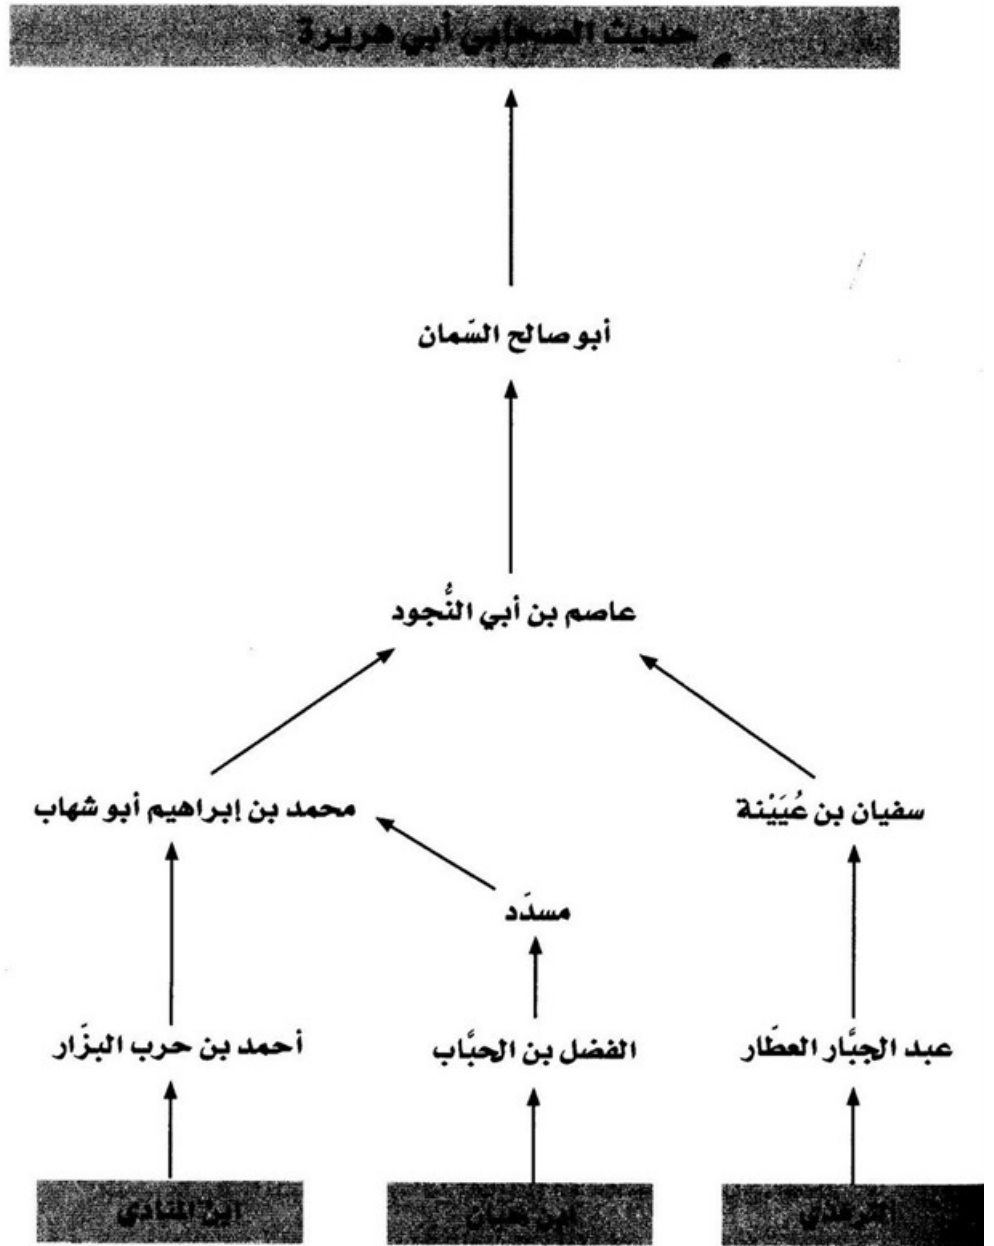 حديث الصحابي أبي هريرة
أبو صالح السّمان
عاصم بن أبي النُّجود
سفيان بن عُيَيْنة
محمد بن إبراهيم أبو شهاب
مسدّد
عبد الجبَّار العطّار
الفضل بن الحبَّاب
أحمد بن حرب البزّار
الترمذي
ابن حبان
ابن المنادي